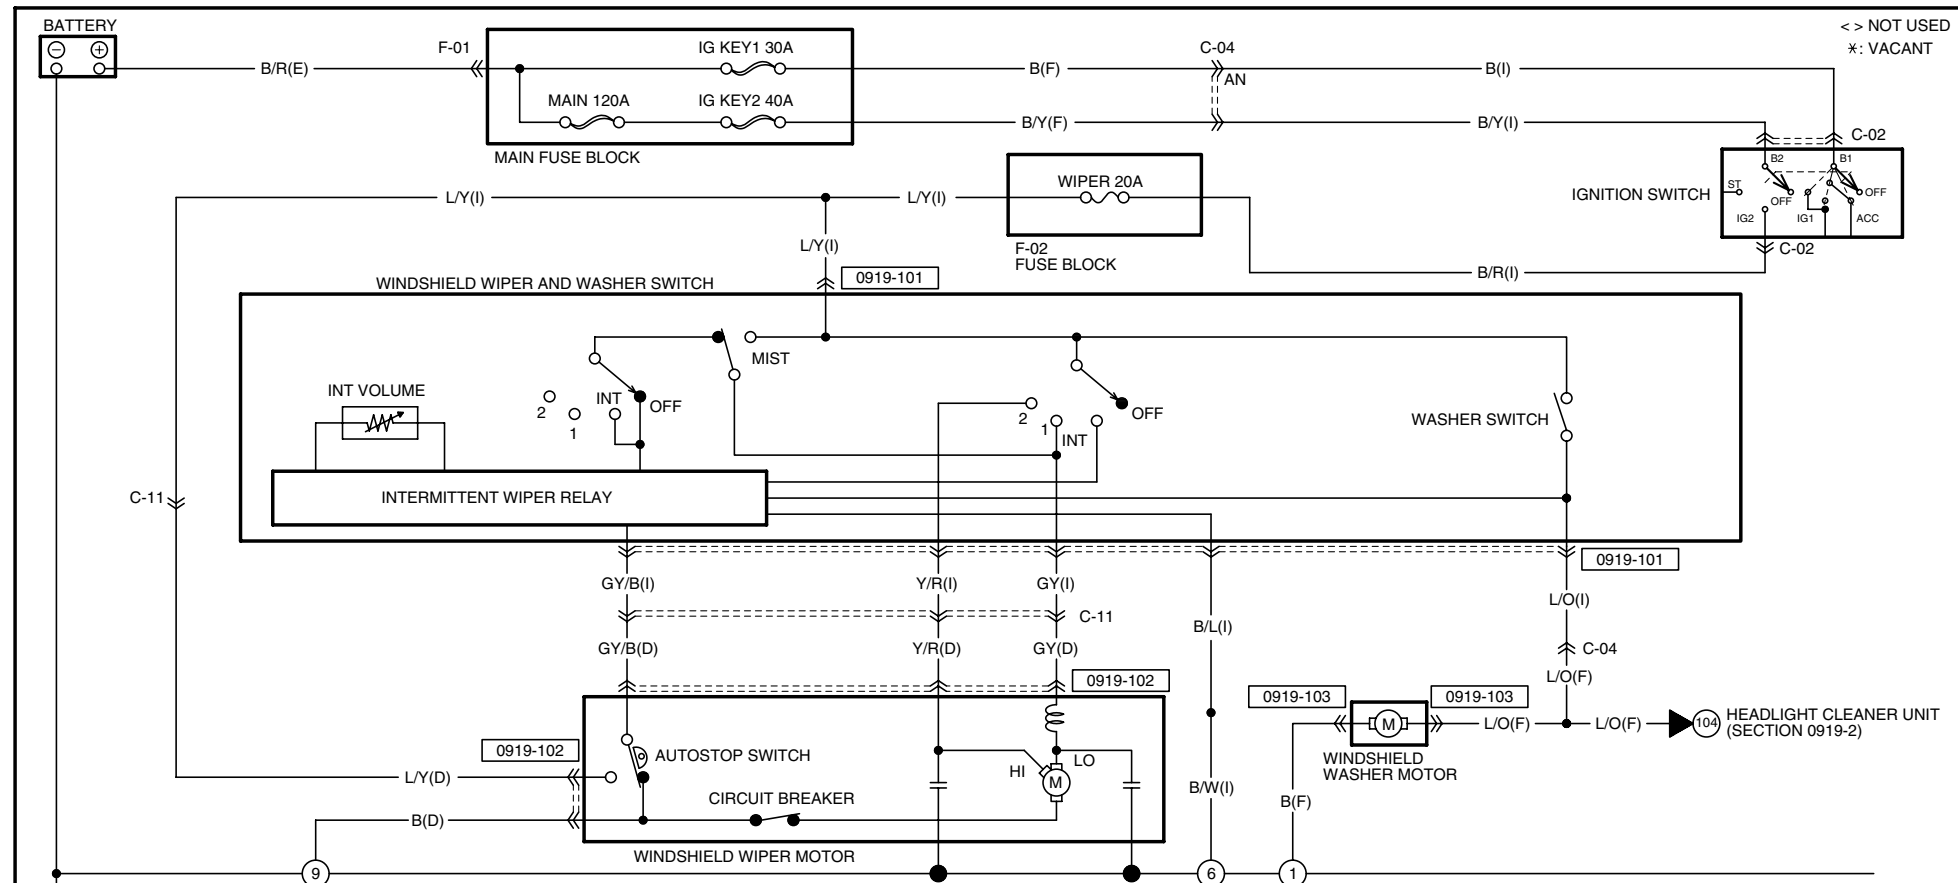 BATTERY
< > NOT USED
*: VACANT
F-01
IG KEY1 30A
C-04
B/R(E)
B(F)
B(I)
AN
MAIN 120A
IG KEY2 40A
B/Y(F)
B/Y(I)
C-02
MAIN FUSE BLOCK
B2
B1
WIPER 20A
ST
OFF
OFF
IGNITION SWITCH
L/Y(I)
L/Y(I)
IG2
IG1
ACC
L/Y(I)
F-02
FUSE BLOCK
C-02
B/R(I)
WINDSHIELD WIPER AND WASHER SWITCH
0919-101
MIST
INT VOLUME
2
1
INT
OFF
2
1
INT
OFF
WASHER SWITCH
C-11
INTERMITTENT WIPER RELAY
0919-101
GY/B(I)
Y/R(I)
GY(I)
L/O(I)
C-11
B/L(I)
GY/B(D)
Y/R(D)
GY(D)
C-04
L/O(F)
0919-102
0919-103
0919-103
M
L/O(F)
L/O(F)
104
HEADLIGHT CLEANER UNIT
(SECTION 0919-2)
0919-102
AUTOSTOP SWITCH
HI
LO
M
WINDSHIELD
WASHER MOTOR
L/Y(D)
B/W(I)
CIRCUIT BREAKER
B(F)
B(D)
WINDSHIELD WIPER MOTOR
9
6
1